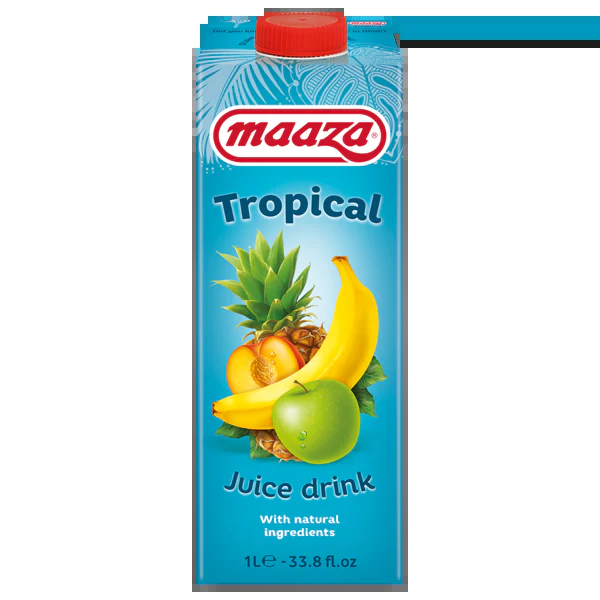 maaza®
Tropical
Juice drink
With natural
ingredients
1L℮ - 33.8 fl.oz